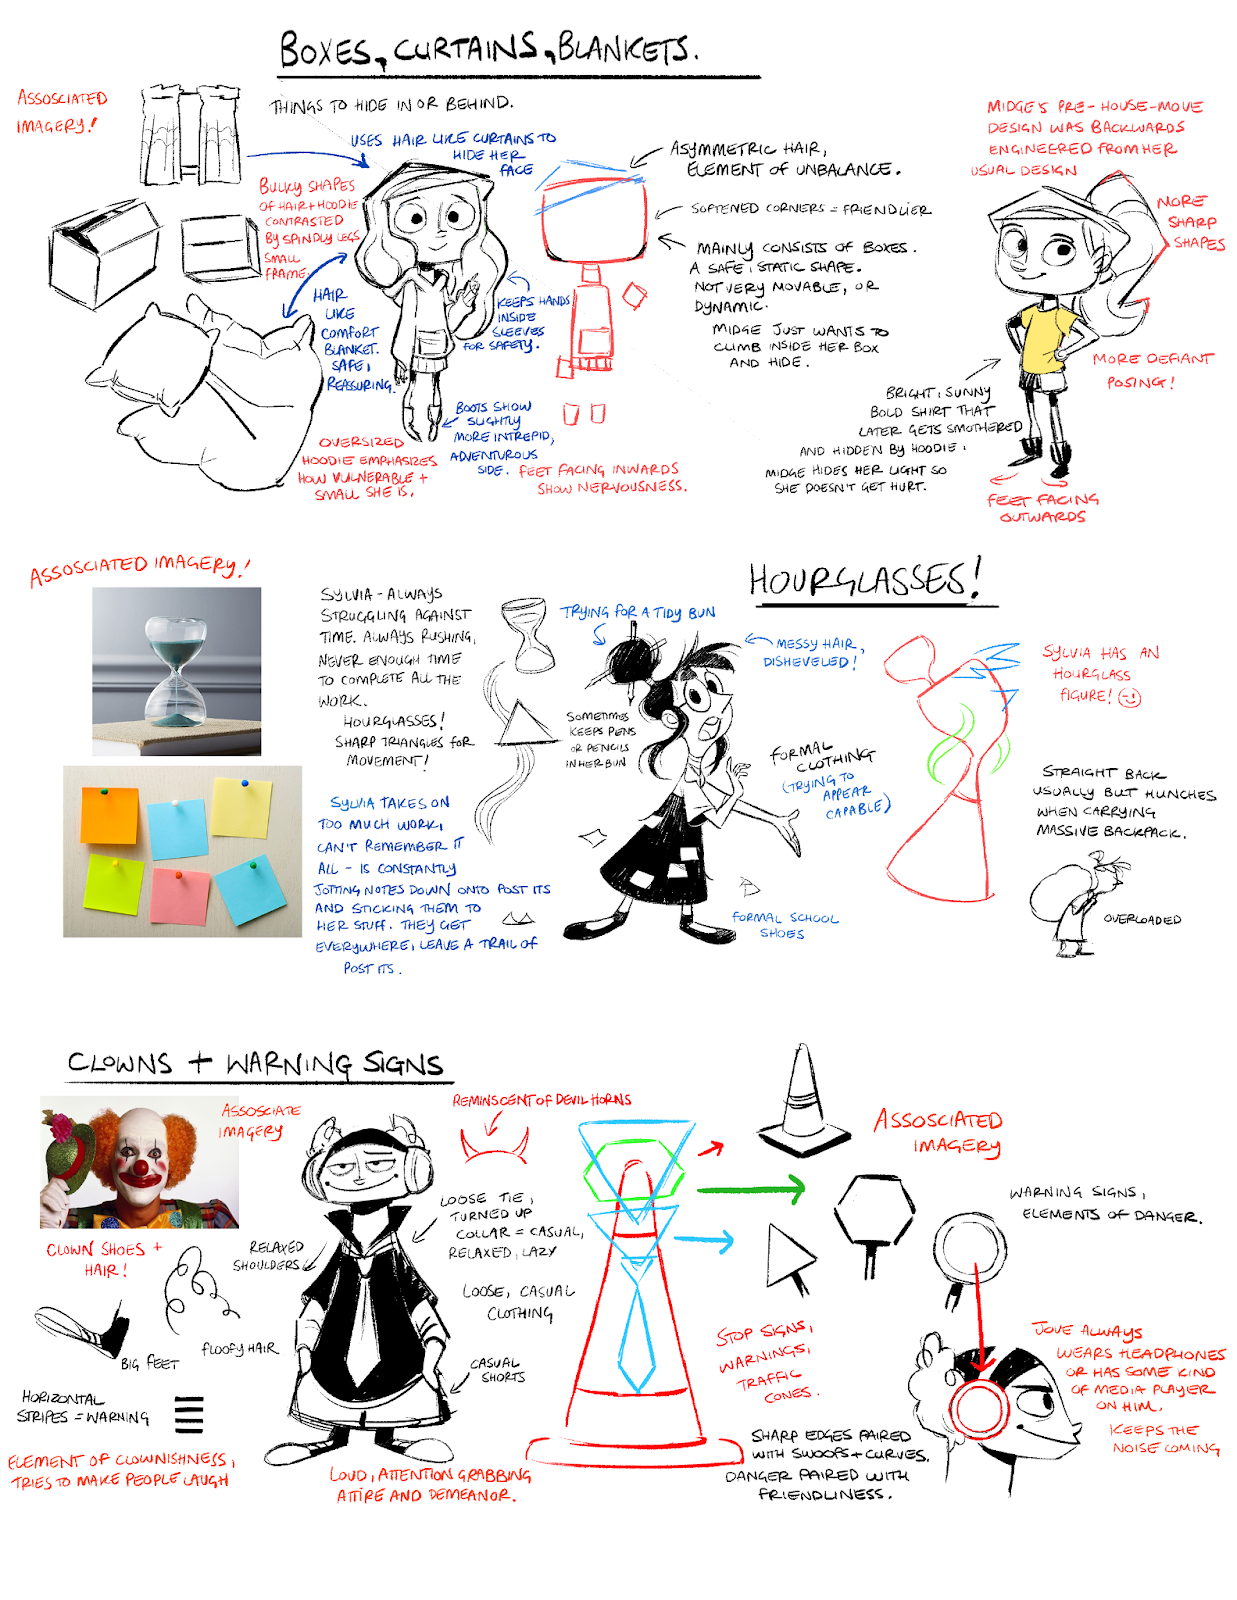 BOXES, CURTAINS, BLANKETS.
ASSOSCIATED
IMAGERY!
THINGS TO HIDE IN OR BEHIND.
USES HAIR LIKE CURTAINS TO
HIDE HER
FACE
BULKY SHAPES
OF HAIR + HOODIE
CONTRASTED
BY SPINDLY LEGS
SMALL
FRAME.
HAIR
LIKE
COMFORT
BLANKET.
SAFE,
REASSURING.
KEEPS HANDS
INSIDE
SLEEVES
FOR SAFETY.
BOOTS SHOW
SLIGHTLY
MORE INTREPID,
ADVENTUROUS
SIDE.
OVERSIZED
HOODIE EMPHASIZES
HOW VULNERABLE +
SMALL SHE IS.
FEET FACING INWARDS
SHOW NERVOUSNESS.
ASYMMETRIC HAIR,
ELEMENT OF UNBALANCE.
SOFTENED CORNERS = FRIENDLIER
MAINLY CONSISTS OF BOXES.
A SAFE, STATIC SHAPE.
NOT VERY MOVABLE, OR
DYNAMIC.
MIDGE JUST WANTS TO
CLIMB INSIDE HER BOX
AND HIDE.
MIDGE'S PRE-HOUSE-MOVE
DESIGN WAS BACKWARDS
ENGINEERED FROM HER
USUAL DESIGN
MORE
SHARP
SHAPES
MORE DEFIANT
POSING!
BRIGHT, SUNNY
BOLD SHIRT THAT
LATER GETS SMOTHERED
AND HIDDEN BY HOODIE.
MIDGE HIDES HER LIGHT SO
SHE DOESN'T GET HURT.
FEET FACING
OUTWARDS
ASSOSCIATED IMAGERY!
HOURGLASSES!
SYLVIA - ALWAYS
STRUGGLING AGAINST
TIME. ALWAYS RUSHING,
NEVER ENOUGH TIME
TO COMPLETE ALL THE
WORK.
HOURGLASSES!
SHARP TRIANGLES FOR
MOVEMENT!
SYLVIA TAKES ON
TOO MUCH WORK,
CAN'T REMEMBER IT
ALL - IS CONSTANTLY
JOTTING NOTES DOWN ONTO POST ITS
AND STICKING THEM TO
HER STUFF. THEY GET
EVERYWHERE, LEAVE A TRAIL OF
POST ITS.
TRYING FOR A TIDY BUN
MESSY HAIR,
DISHEVELED!
SOMETIMES
KEEPS PENS
OR PENCILS
IN HER BUN
FORMAL
CLOTHING
(TRYING TO
APPEAR
CAPABLE)
FORMAL SCHOOL
SHOES
SYLVIA HAS AN
HOURGLASS
FIGURE!
STRAIGHT BACK
USUALLY BUT HUNCHES
WHEN CARRYING
MASSIVE BACKPACK.
OVERLOADED
CLOWNS + WARNING SIGNS
ASSOSCIATE
IMAGERY
CLOWN SHOES +
HAIR!
BIG FEET
FLOOFY HAIR
HORIZONTAL
STRIPES = WARNING
ELEMENT OF CLOWNISHNESS,
TRIES TO MAKE PEOPLE LAUGH
REMINSCENT OF DEVIL HORNS
RELAXED
SHOULDERS
LOOSE TIE,
TURNED UP
COLLAR = CASUAL,
RELAXED, LAZY
LOOSE, CASUAL
CLOTHING
CASUAL
SHORTS
LOUD, ATTENTION GRABBING
ATTIRE AND DEMEANOR.
ASSOSCIATED
IMAGERY
WARNING SIGNS,
ELEMENTS OF DANGER.
STOP SIGNS,
WARNINGS,
TRAFFIC
CONES.
SHARP EDGES PAIRED
WITH SWOOPS + CURVES.
DANGER PAIRED WITH
FRIENDLINESS.
JOVE ALWAYS
WEARS HEADPHONES
OR HAS SOME KIND
OF MEDIA PLAYER
ON HIM.
KEEPS THE
NOISE COMING